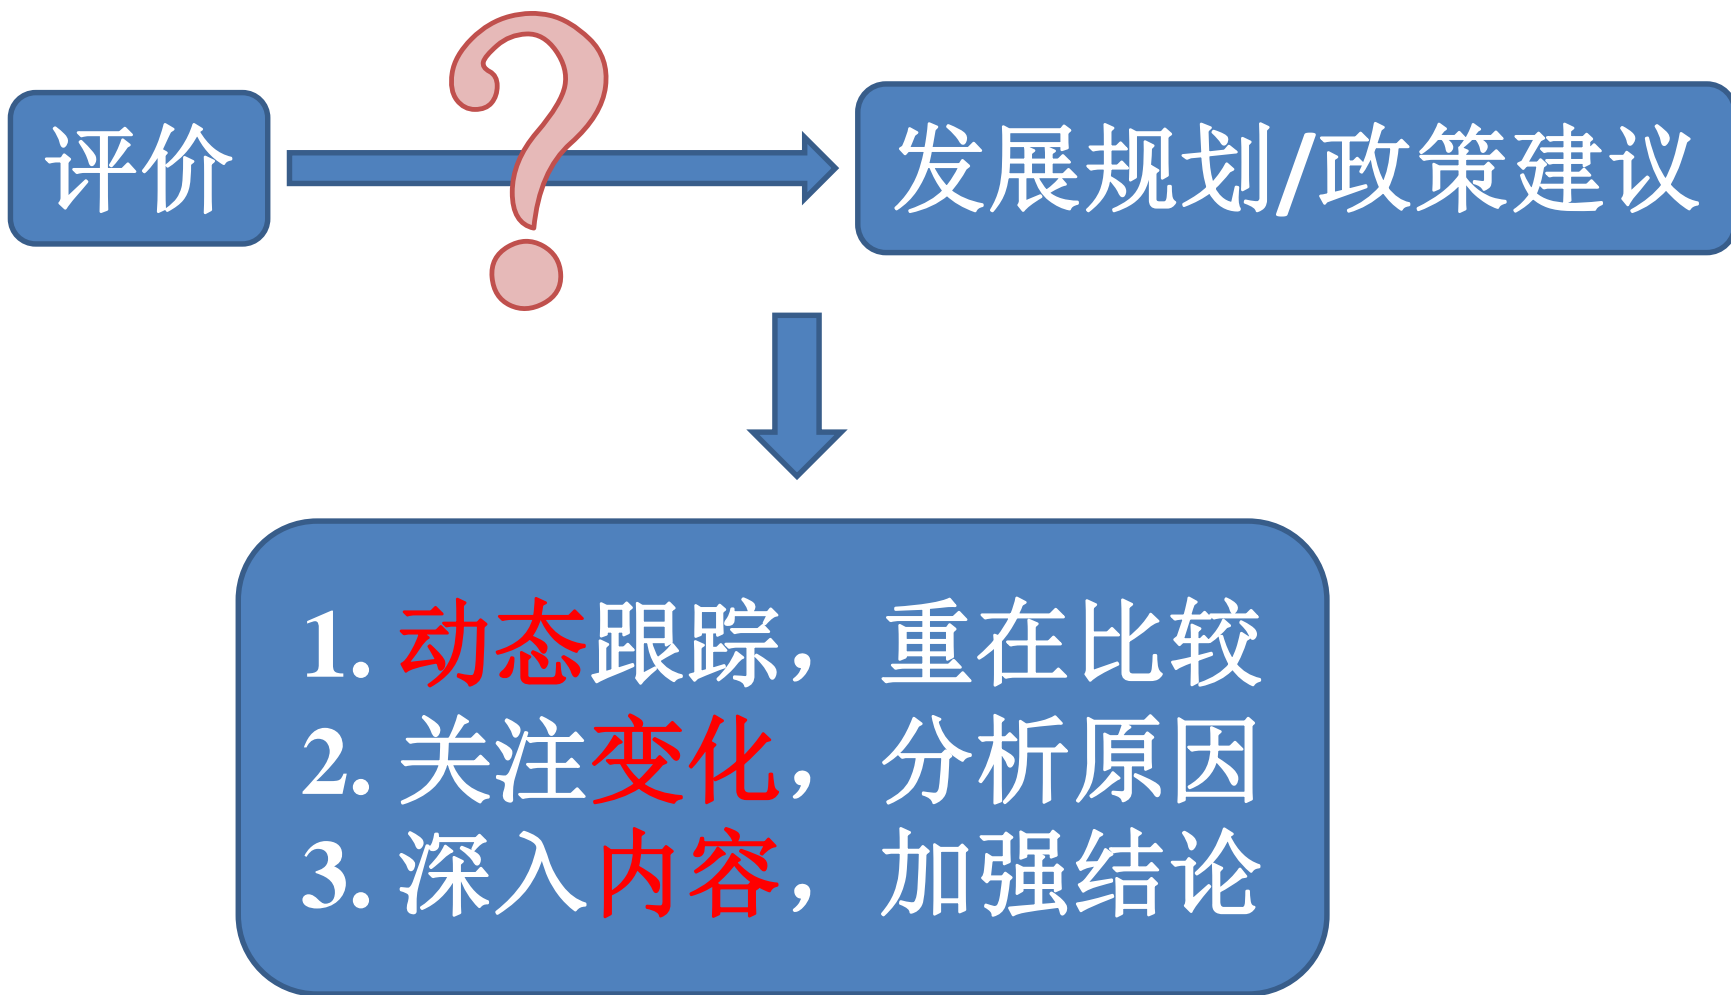 评价
?
发展规划/政策建议
1. 动态跟踪，重在比较
2. 关注变化，分析原因
3. 深入内容，加强结论